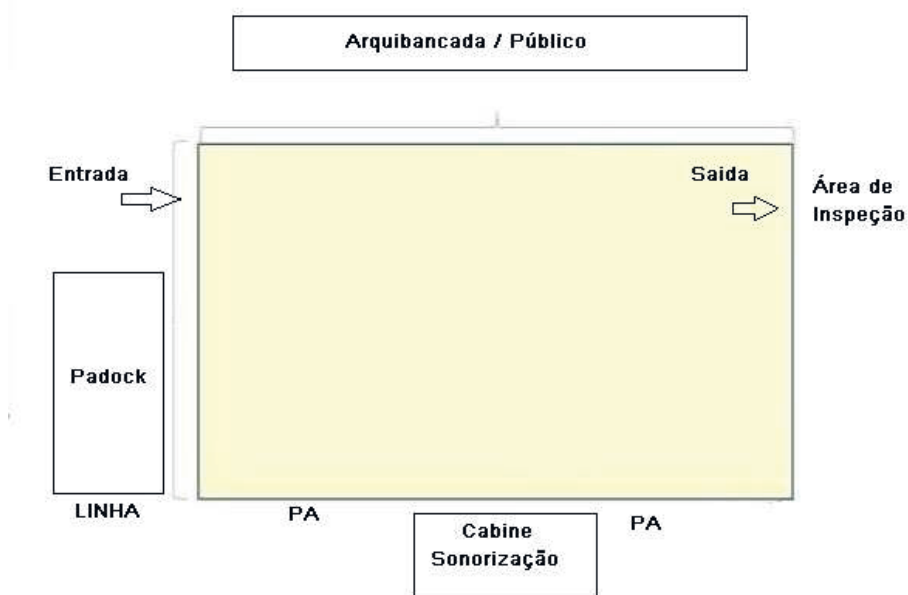 Arquibancada / Público
Entrada
Saida
Área de
Inspeção
Padock
LINHA
PA
PA
Cabine
Sonorização